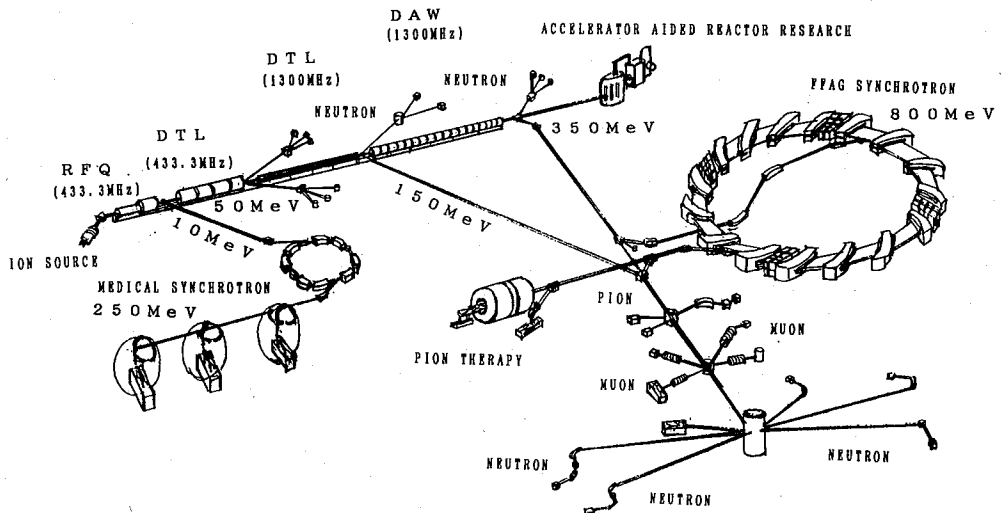 DAW
(1300MHz)
ACCELERATOR AIDED REACTOR RESEARCH
DTL
(1300MHz)
NEUTRON
FFAG SYNCHROTRON
800MeV
NEUTRON
350MeV
DTL
(433.3MHz)
RFQ
(433.3MHz)
50MeV
150MeV
10MeV
ION SOURCE
MEDICAL SYNCHROTRON
250MeV
PION
MUON
PION THERAPY
MUON
NEUTRON
NEUTRON
NEUTRON